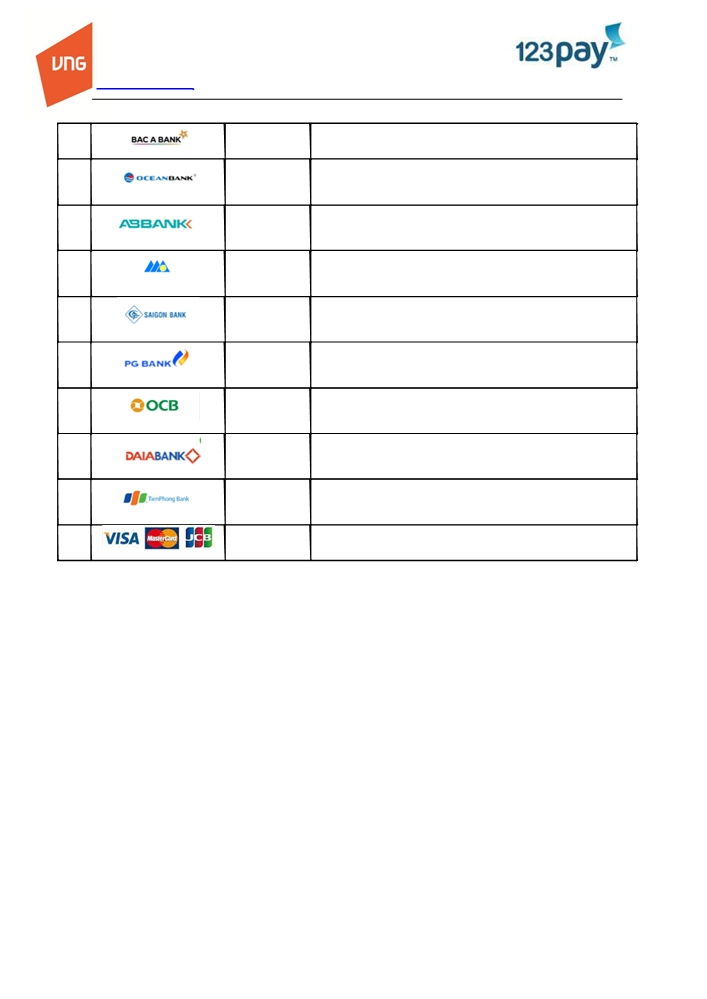 VNG
123pay™
BAC A BANK
OCEANBANK
ABBANK
SAIGON BANK
PG BANK
OCB
DAIABANK
TienPhong Bank
VISA MasterCard JCB